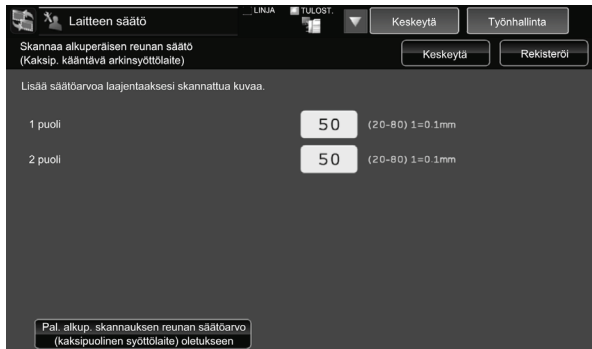 Laitteen säätö
LINJA
TULOST.
Keskeytä
Työnhallinta
Skannaa alkuperäisen reunan säätö
(Kaksip. kääntävä arkinsyöttölaite)
Keskeytä
Rekisteröi
Lisää säätöarvoa laajentaaksesi skannattua kuvaa.
1 puoli 50 (20-80) 1=0.1mm
2 puoli 50 (20-80) 1=0.1mm
Pal. alkup. skannauksen reunan säätöarvo
(kaksipuolinen syöttölaite) oletukseen